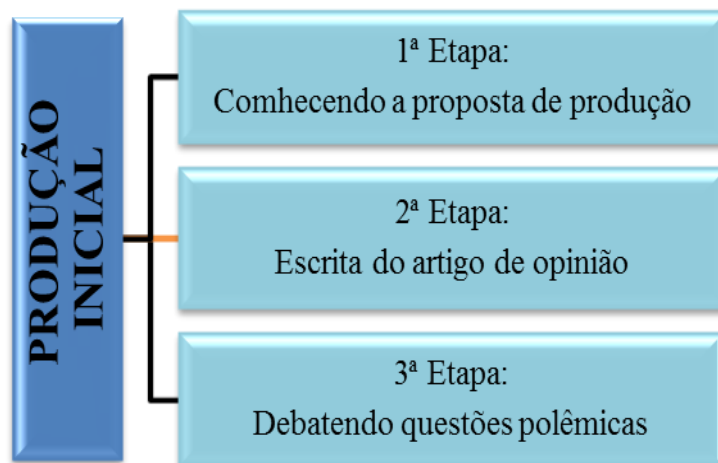 PRODUÇÃO
INICIAL
1ª Etapa:
Comhecendo a proposta de produção
2ª Etapa:
Escrita do artigo de opinião
3ª Etapa:
Debatendo questões polêmicas